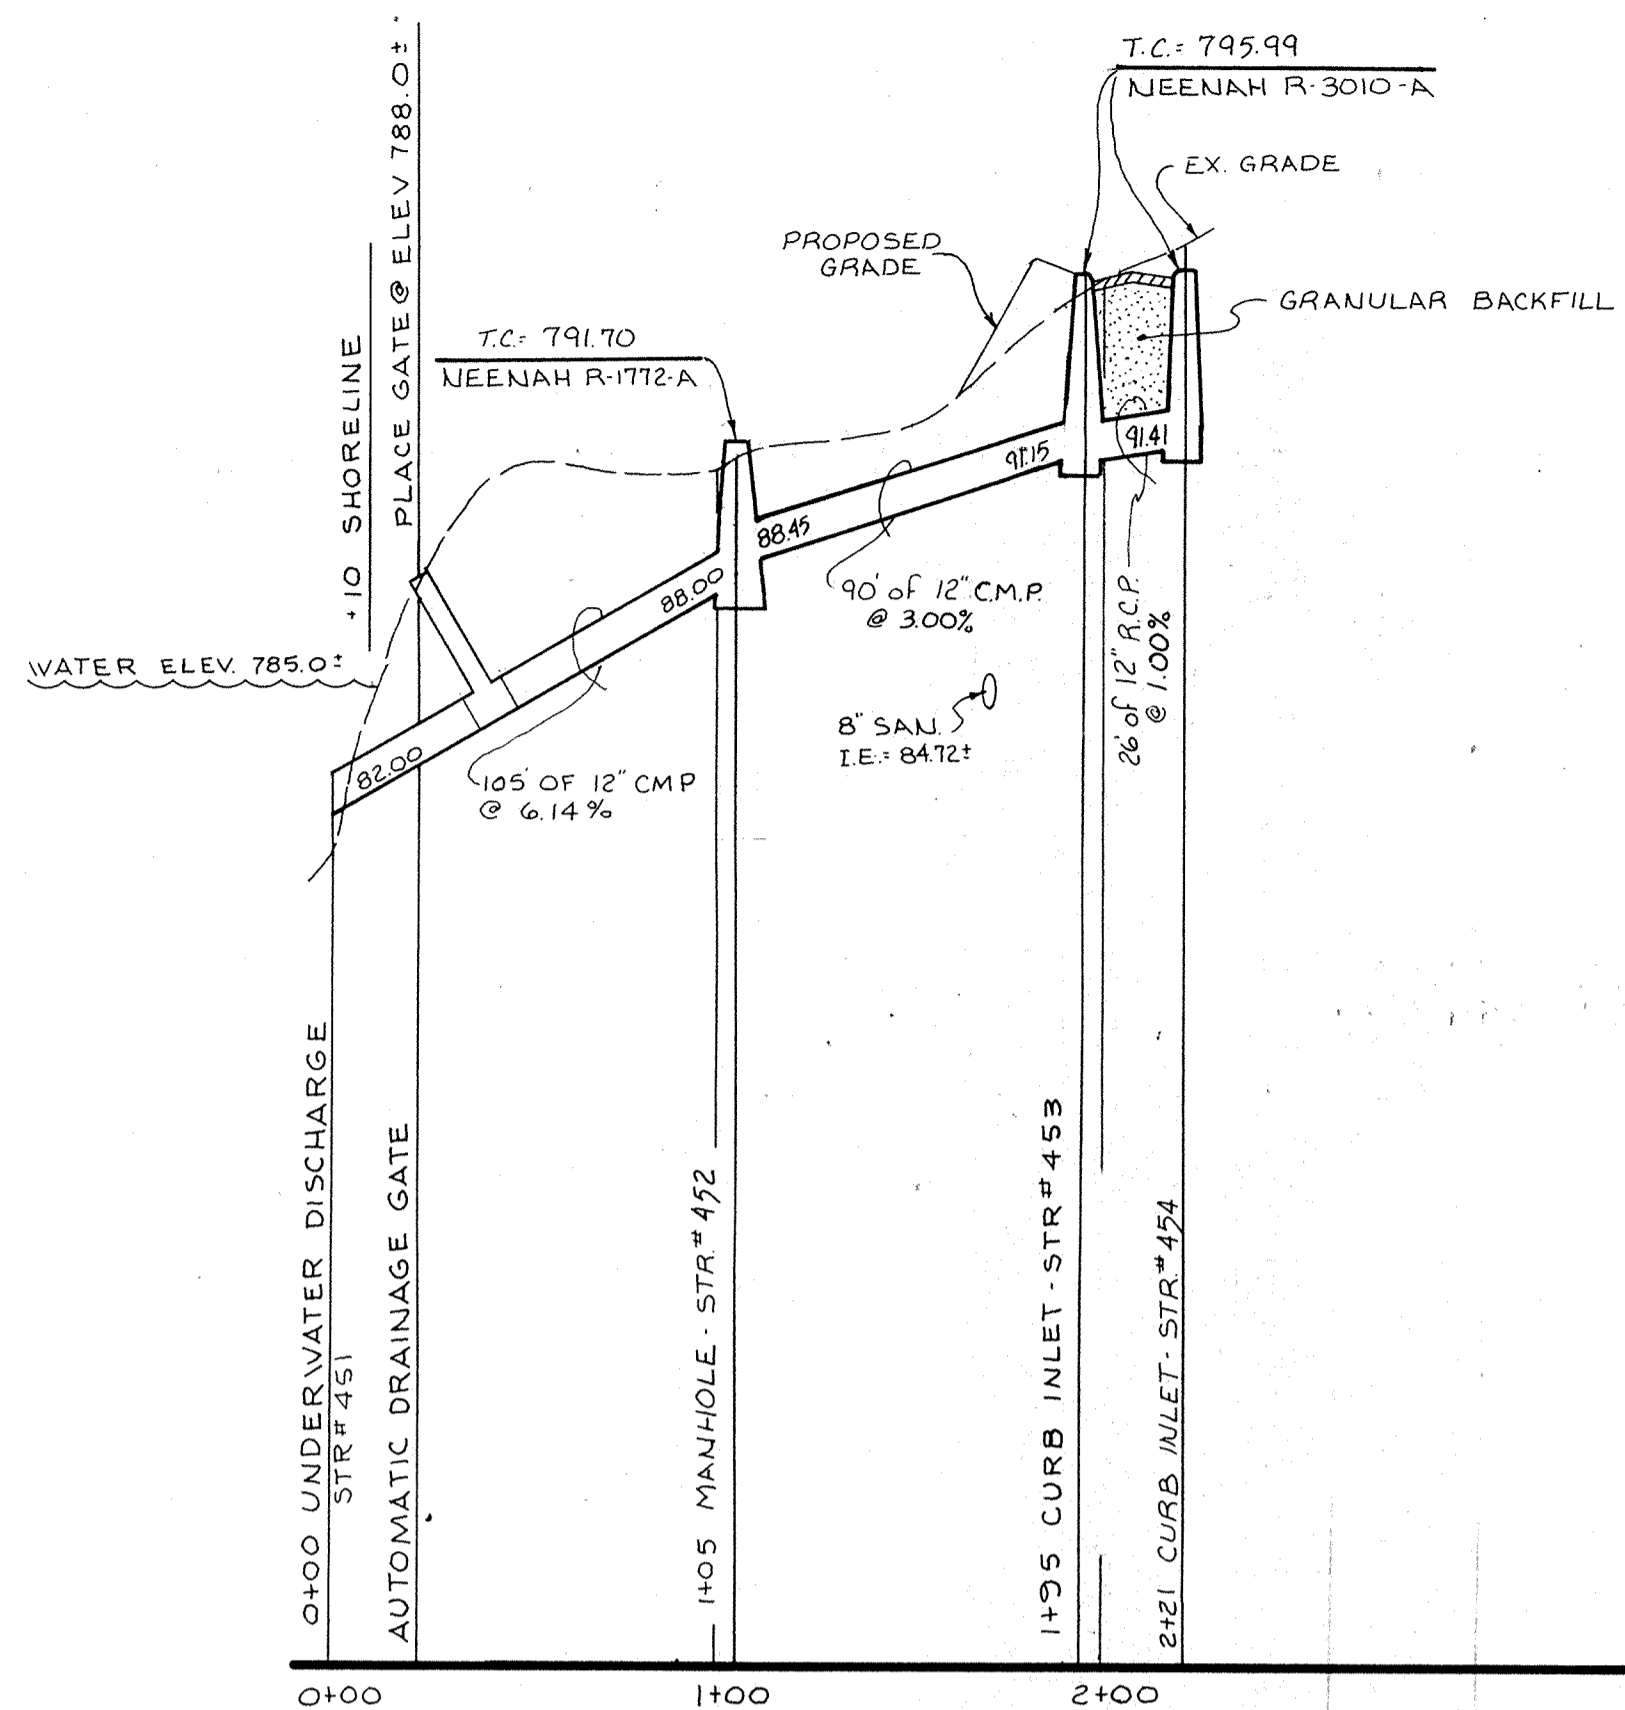 T.C.= 795.99
NEENAH R-3010-A
EX. GRADE
PROPOSED
GRADE
GRANULAR BACKFILL
T.C.= 791.70
NEENAH R-1772-A
+10 SHORELINE
PLACE GATE @ ELEV 788.0±
WATER ELEV. 785.0±
82.00
88.00
88.45
91.15
91.41
105' OF 12" CMP
@ 6.14%
90' of 12" C.M.P.
@ 3.00%
26' of 12" R.C.P.
@ 1.00%
8" SAN.
I.E.= 84.72±
0+00 UNDERWATER DISCHARGE
STR# 451
AUTOMATIC DRAINAGE GATE
1+05 MANHOLE - STR.# 452
1+95 CURB INLET - STR# 453
2+21 CURB INLET - STR.# 454
0+00
1+00
2+00